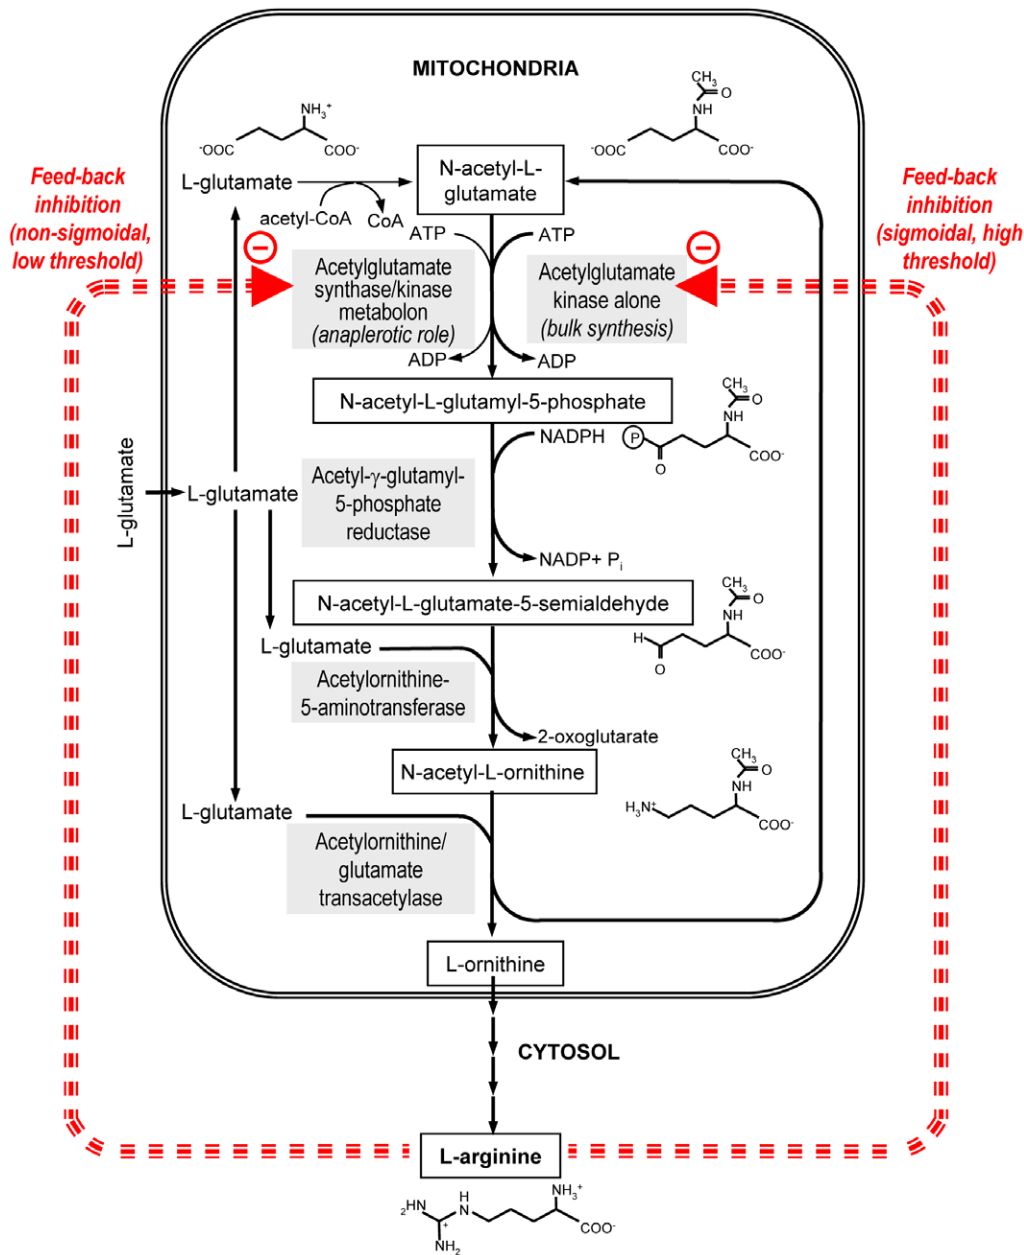 MITOCHONDRIA
NH₃⁺
⁻OOC
COO⁻
CH₃
O
NH
⁻OOC
COO⁻
Feed-back
inhibition
(non-sigmoidal,
low threshold)
Feed-back
inhibition
(sigmoidal, high
threshold)
L-glutamate
acetyl-CoA
CoA
N-acetyl-L-
glutamate
ATP
ATP
Acetylglutamate
synthase/kinase
metabolon
(anaplerotic role)
Acetylglutamate
kinase alone
(bulk synthesis)
ADP
ADP
N-acetyl-L-glutamyl-5-phosphate
CH₃
O
NH
P
O
COO⁻
NADPH
Acetyl-γ-glutamyl-
5-phosphate
reductase
L-glutamate
L-glutamate
NADP+ Pᵢ
N-acetyl-L-glutamate-5-semialdehyde
CH₃
O
NH
H
O
COO⁻
L-glutamate
Acetylornithine-
5-aminotransferase
2-oxoglutarate
N-acetyl-L-ornithine
CH₃
O
NH
H₃N⁺
COO⁻
L-glutamate
Acetylornithine/
glutamate
transacetylase
L-ornithine
CYTOSOL
L-arginine
₂HN
H
N
NH₃⁺
+
NH₂
COO⁻